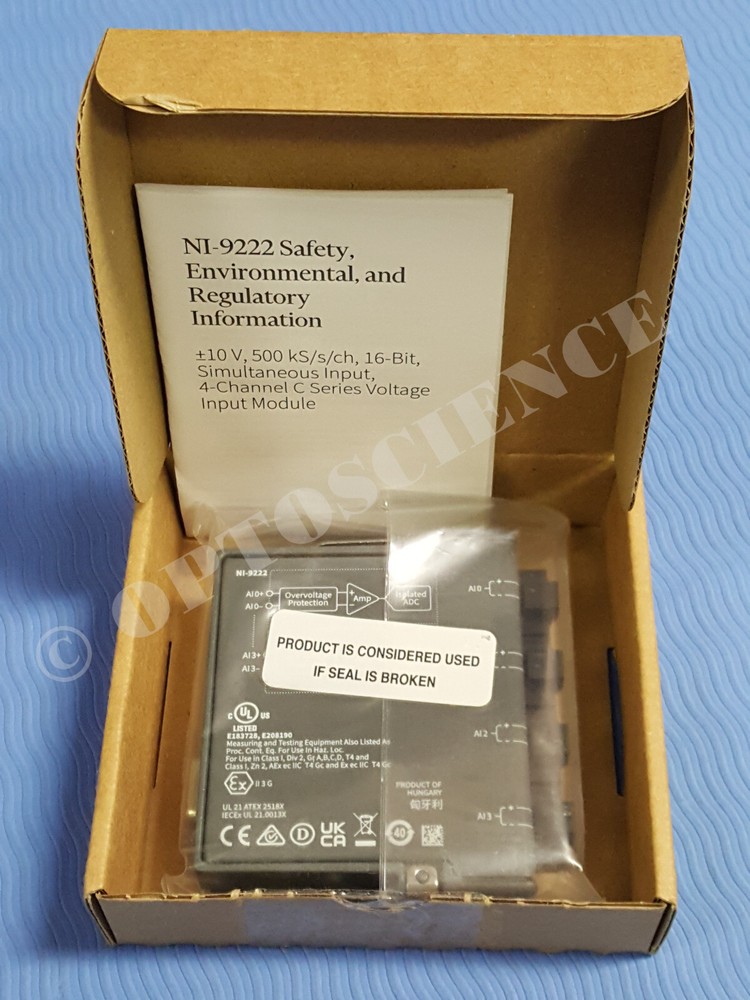 NI-9222 Safety,
Environmental, and
Regulatory
Information
±10 V, 500 kS/s/ch, 16-Bit,
Simultaneous Input,
4-Channel C Series Voltage
Input Module
© OPTOSCIENCE
NI-9222
AI0+
AI0-
Overvoltage
Protection
+
Amp
Isolated
ADC
AI0
PRODUCT IS CONSIDERED USED
IF SEAL IS BROKEN
AI3+
AI3-
AI2
C UL US
LISTED
E183728, E208190
Measuring and Testing Equipment Also Listed As
Proc. Cont. Eq. For Use In Haz. Loc.
For Use in Class I, Div 2, Grp A,B,C,D, T4 and
Class I, Zn 2, AEx ec IIC T4 Gc and Ex ec IIC T4 Gc
Ex II 3 G
PRODUCT OF
HUNGARY
匈牙利
AI3
UL 21 ATEX 2518X
IECEx UL 21.0013X
CE D UK
CA 40